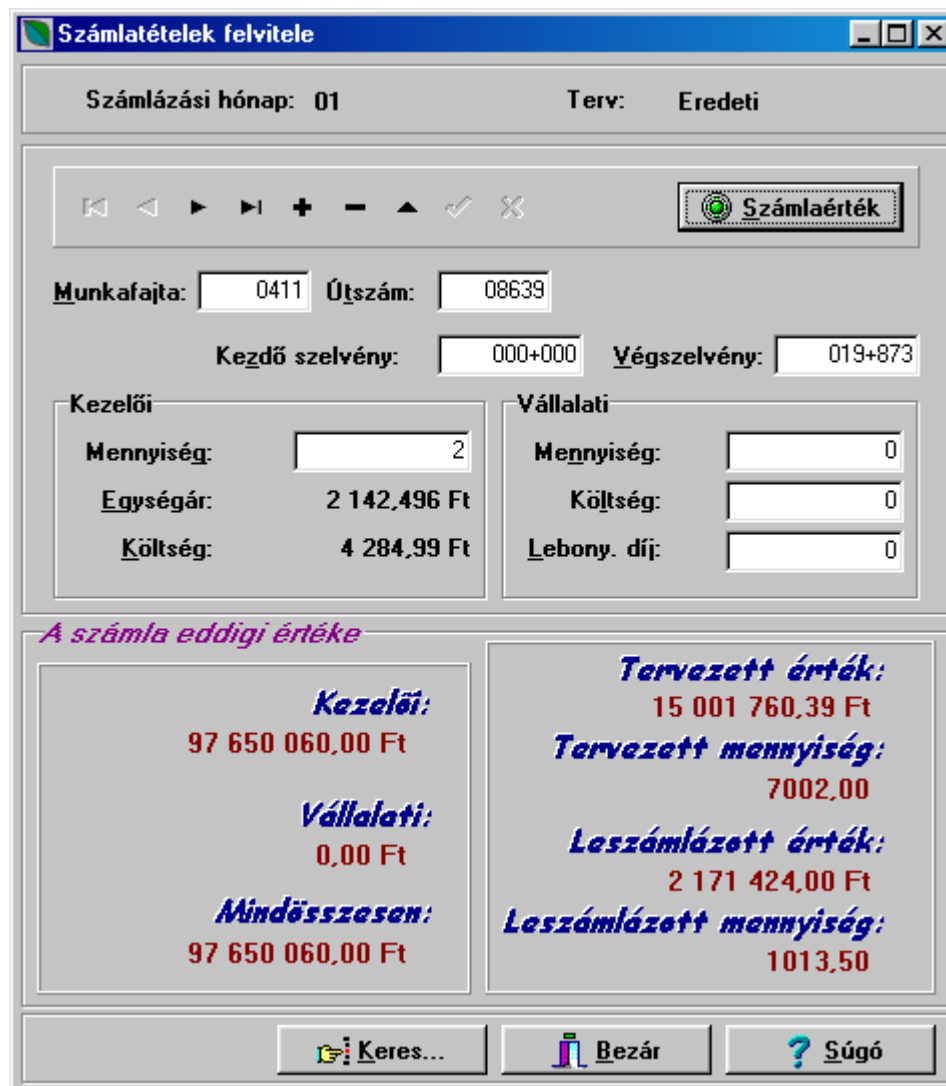 Számlatételek felvitele
Számlázási hónap: 01 Terv: Eredeti
Számlaérték
Munkafajta: 0411 Útszám: 08639
Kezdő szelvény: 000+000 Végszelvény: 019+873
Kezelői
Mennyiség: 2
Egységár: 2 142,496 Ft
Költség: 4 284,99 Ft
Vállalati
Mennyiség: 0
Költség: 0
Lebony. díj: 0
A számla eddigi értéke
Kezelői:
97 650 060,00 Ft
Vállalati:
0,00 Ft
Mindösszesen:
97 650 060,00 Ft
Tervezett érték:
15 001 760,39 Ft
Tervezett mennyiség:
7002,00
Leszámlázott érték:
2 171 424,00 Ft
Leszámlázott mennyiség:
1013,50
Keres... Bezár Súgó